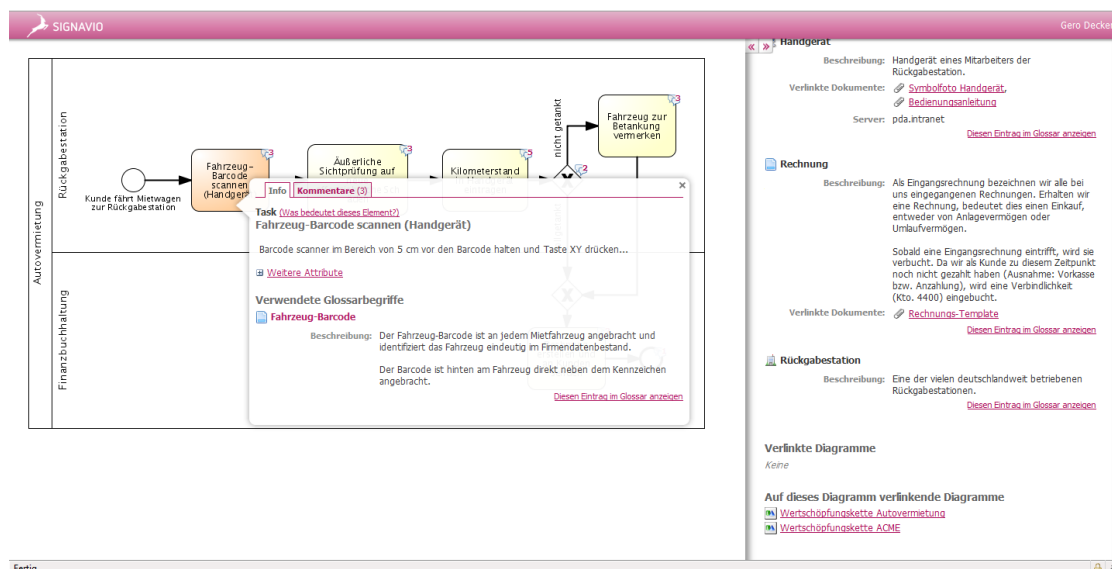 SIGNAVIO
Gero Decker
Autovermietung
Rückgabestation
Finanzbuchhaltung
Kunde fährt Mietwagen
zur Rückgabestation
Fahrzeug-
Barcode
scannen
(Handgerät)
3
Äußerliche
Sichtprüfung auf
3
Kilometerstand
5
nicht getankt
X
2
Fahrzeug zur
Betankung
vermerken
3
Info
Kommentare (3)
Task (Was bedeutet dieses Element?)
Fahrzeug-Barcode scannen (Handgerät)
Barcode scanner im Bereich von 5 cm vor den Barcode halten und Taste XY drücken...
Weitere Attribute
Verwendete Glossarbegriffe
Fahrzeug-Barcode
Beschreibung: Der Fahrzeug-Barcode ist an jedem Mietfahrzeug angebracht und
identifiziert das Fahrzeug eindeutig im Firmendatenbestand.
Der Barcode ist hinten am Fahrzeug direkt neben dem Kennzeichen
angebracht.
Diesen Eintrag im Glossar anzeigen
X
Handgerät
Beschreibung: Handgerät eines Mitarbeiters der
Rückgabestation.
Verlinkte Dokumente: Symbolfoto Handgerät,
Bedienungsanleitung
Server: pda.intranet
Diesen Eintrag im Glossar anzeigen
Rechnung
Beschreibung: Als Eingangsrechnung bezeichnen wir alle bei
uns eingegangenen Rechnungen. Erhalten wir
eine Rechnung, bedeutet dies einen Einkauf,
entweder von Anlagevermögen oder
Umlaufvermögen.
Sobald eine Eingangsrechnung eintrifft, wird sie
verbucht. Da wir als Kunde zu diesem Zeitpunkt
noch nicht gezahlt haben (Ausnahme: Vorkasse
bzw. Anzahlung), wird eine Verbindlichkeit
(Kto. 4400) eingebucht.
Verlinkte Dokumente: Rechnungs-Template
Diesen Eintrag im Glossar anzeigen
Rückgabestation
Beschreibung: Eine der vielen deutschlandweit betriebenen
Rückgabestationen.
Diesen Eintrag im Glossar anzeigen
Verlinkte Diagramme
Keine
Auf dieses Diagramm verlinkende Diagramme
Wertschöpfungskette Autovermietung
Wertschöpfungskette ACME
Fertig